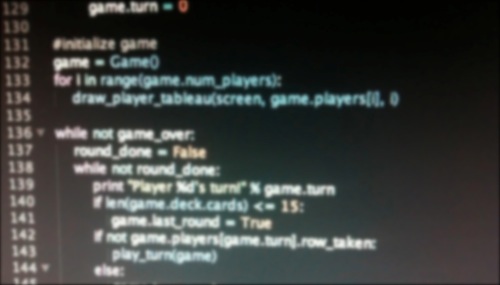 129 game.turn = 0
130
131 #initialize game
132 game = Game()
133 for i in range(game.num_players):
134 draw_player_tableau(screen, game.players[i], i)
135
136 while not game_over:
137 round_done = False
138 while not round_done:
139 print "Player %d's turn!" % game.turn
140 if len(game.deck.cards) <= 15:
141 game.last_round = True
142 if not game.players[game.turn].row_taken:
143 play_turn(game)
144 else: